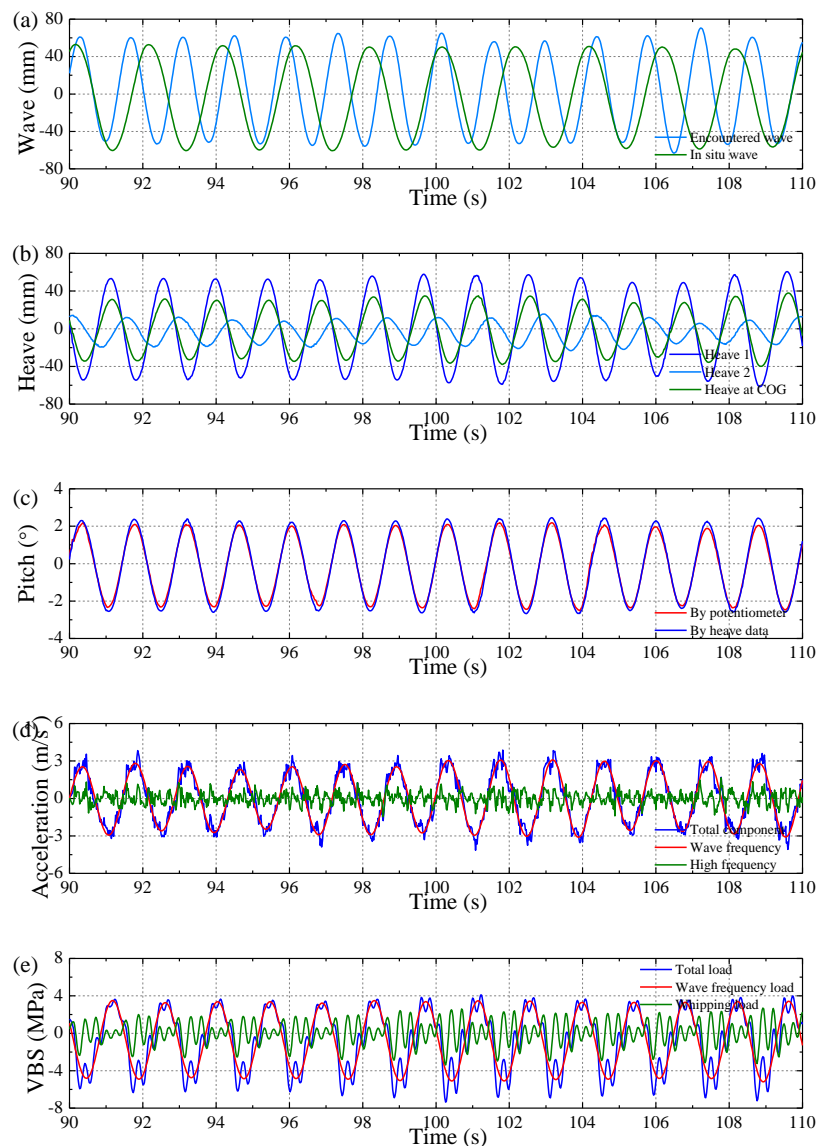 (a)
Wave (mm)
80
40
0
-40
-80
Encountered wave
In situ wave
90 92 94 96 98 100 102 104 106 108 110
Time (s)
(b)
Heave (mm)
80
40
0
-40
-80
Heave 1
Heave 2
Heave at COG
90 92 94 96 98 100 102 104 106 108 110
Time (s)
(c)
Pitch (°)
4
2
0
-2
-4
By potentiometer
By heave data
90 92 94 96 98 100 102 104 106 108 110
Time (s)
(d)
Acceleration (m/s²)
6
3
0
-3
-6
Total component
Wave frequency
High frequency
90 92 94 96 98 100 102 104 106 108 110
Time (s)
(e)
VBS (MPa)
8
4
0
-4
-8
Total load
Wave frequency load
Whipping load
90 92 94 96 98 100 102 104 106 108 110
Time (s)